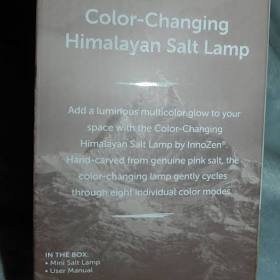 Color-Changing
Himalayan Salt Lamp
Add a luminous multicolor glow to your
space with the Color-Changing
Himalayan Salt Lamp by InnoZen®
Hand-carved from genuine pink salt, the
color-changing lamp gently cycles
through eight individual color modes.
IN THE BOX:
• Mini Salt Lamp
• User Manual